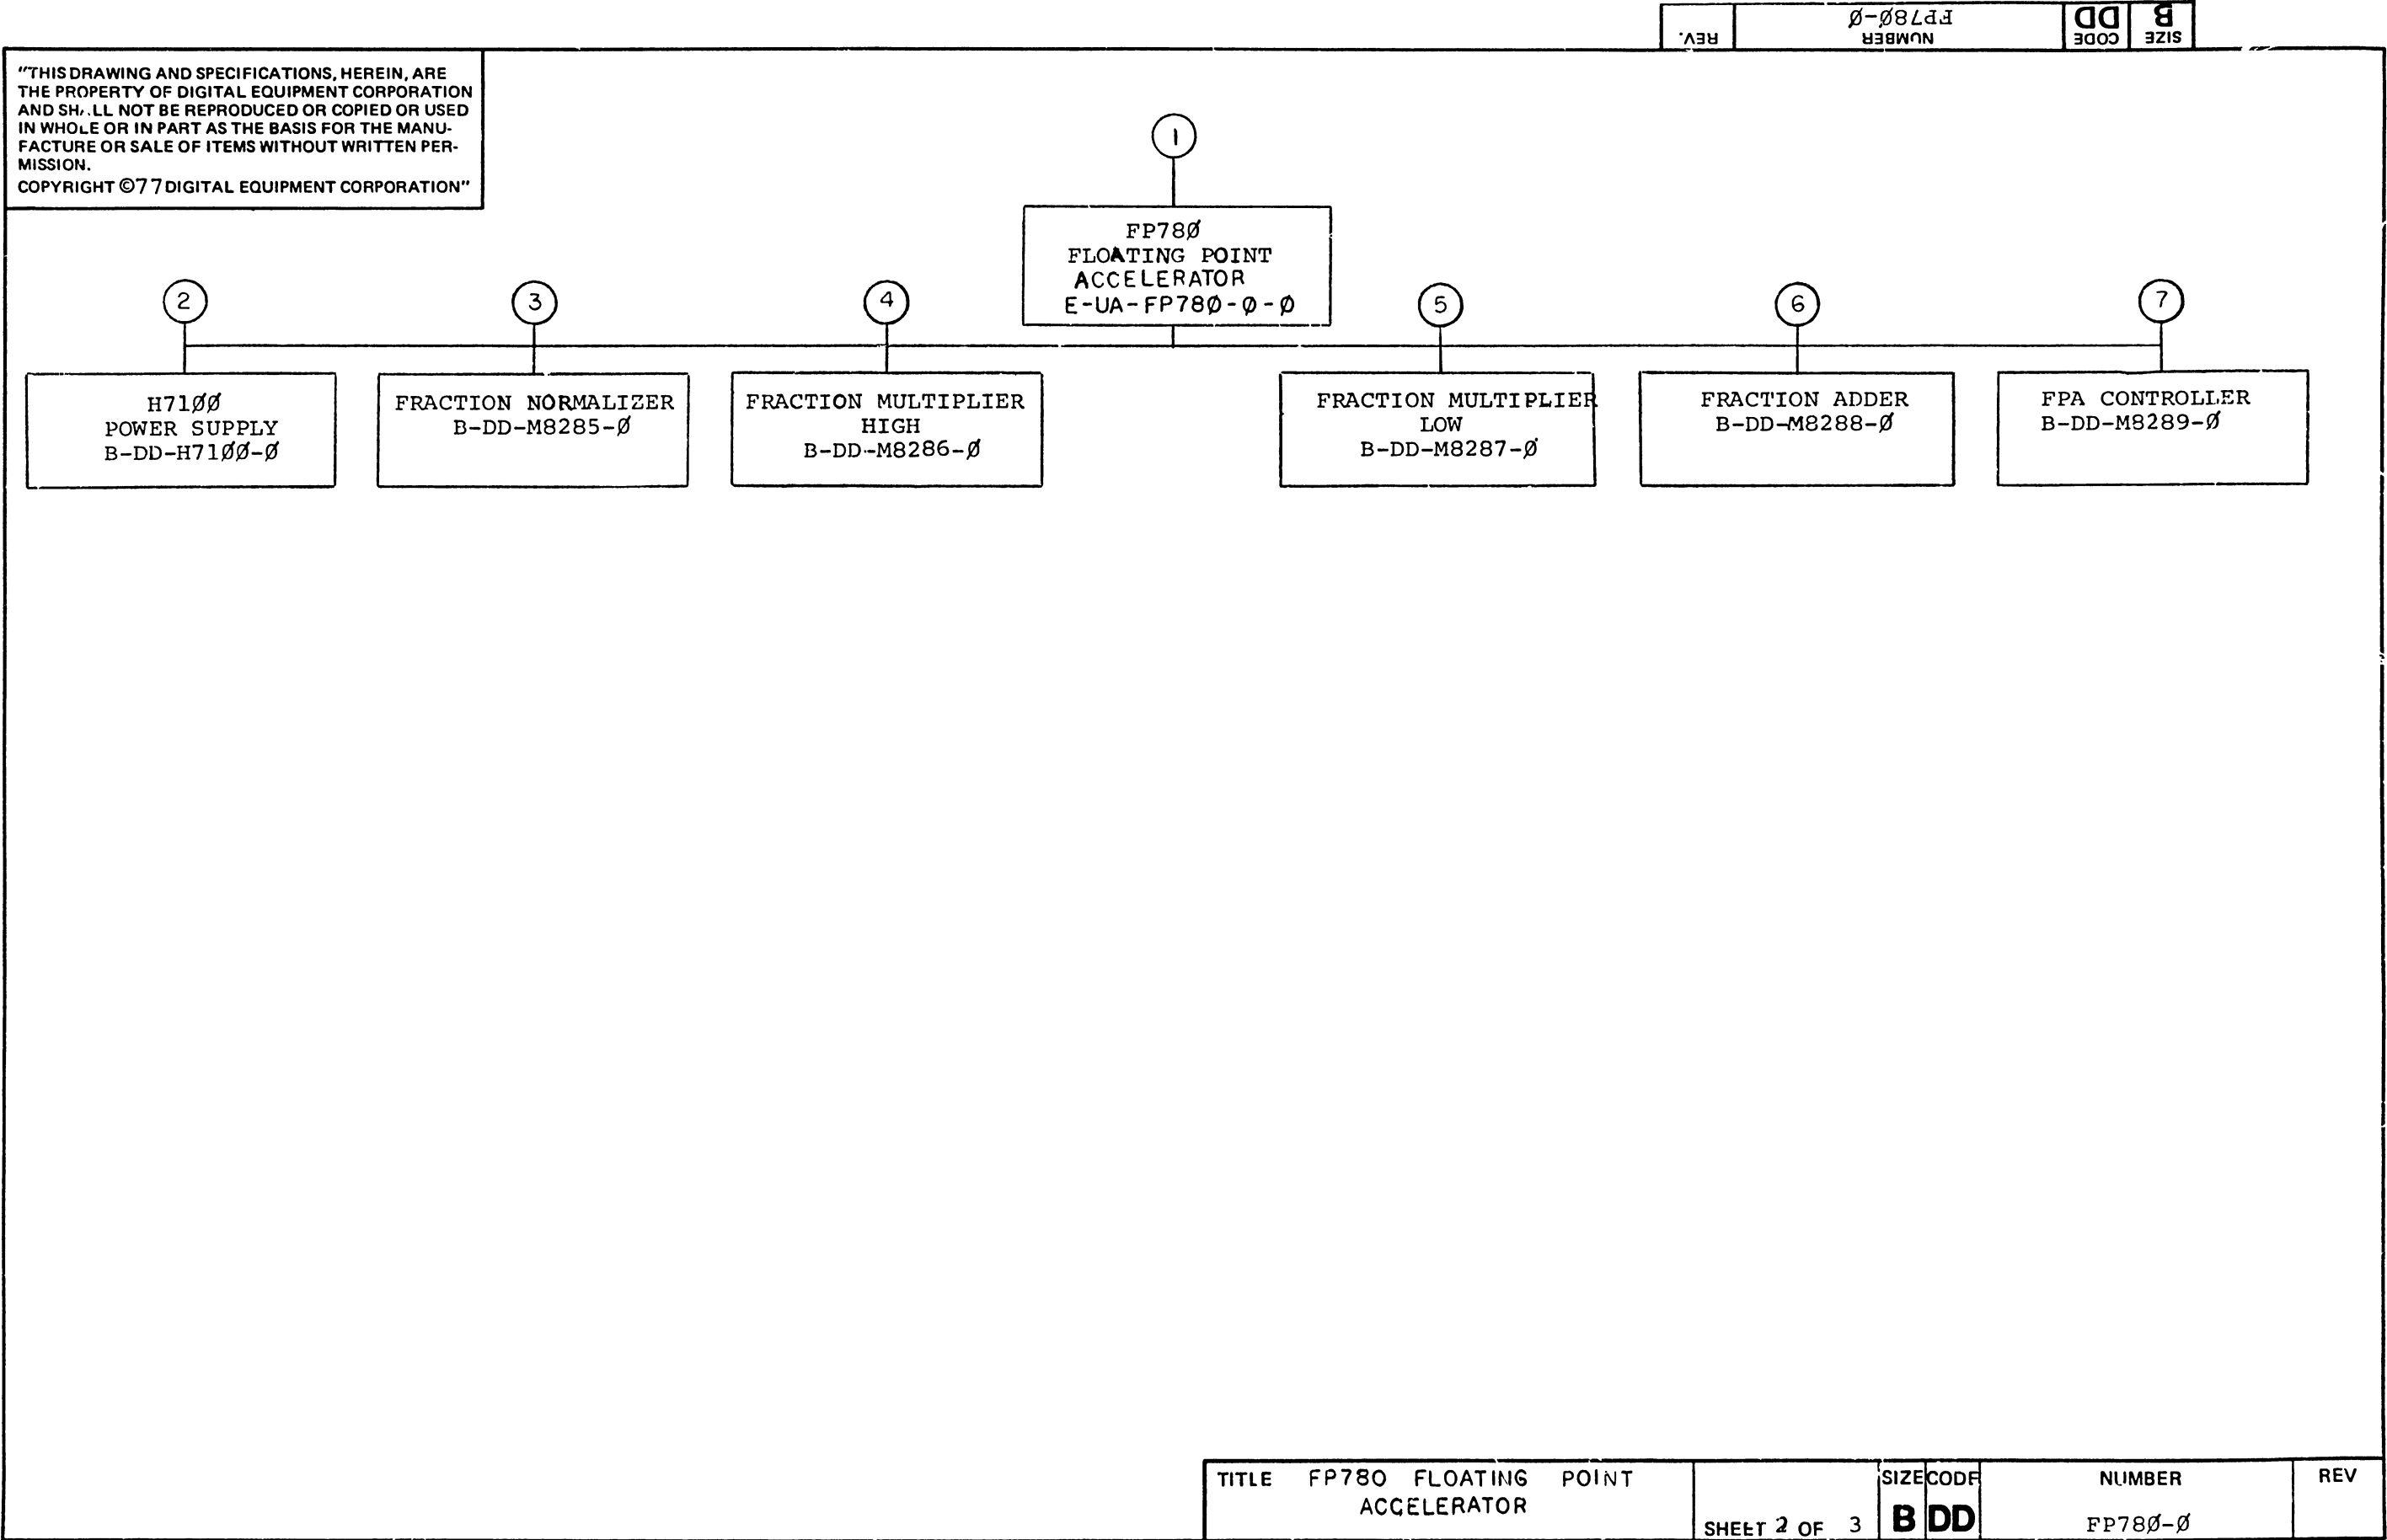 SIZE CODE NUMBER REV.
B DD FP78Ø-Ø
"THIS DRAWING AND SPECIFICATIONS, HEREIN, ARE
THE PROPERTY OF DIGITAL EQUIPMENT CORPORATION
AND SHALL NOT BE REPRODUCED OR COPIED OR USED
IN WHOLE OR IN PART AS THE BASIS FOR THE MANU-
FACTURE OR SALE OF ITEMS WITHOUT WRITTEN PER-
MISSION.
COPYRIGHT ©77 DIGITAL EQUIPMENT CORPORATION"
1
FP78Ø
FLOATING POINT
ACCELERATOR
E-UA-FP78Ø-Ø-Ø
2
H71ØØ
POWER SUPPLY
B-DD-H71ØØ-Ø
3
FRACTION NORMALIZER
B-DD-M8285-Ø
4
FRACTION MULTIPLIER
HIGH
B-DD-M8286-Ø
5
FRACTION MULTIPLIER
LOW
B-DD-M8287-Ø
6
FRACTION ADDER
B-DD-M8288-Ø
7
FPA CONTROLLER
B-DD-M8289-Ø
TITLE FP780 FLOATING POINT
ACCELERATOR
SHEET 2 OF 3
SIZE CODE NUMBER REV
B DD FP78Ø-Ø